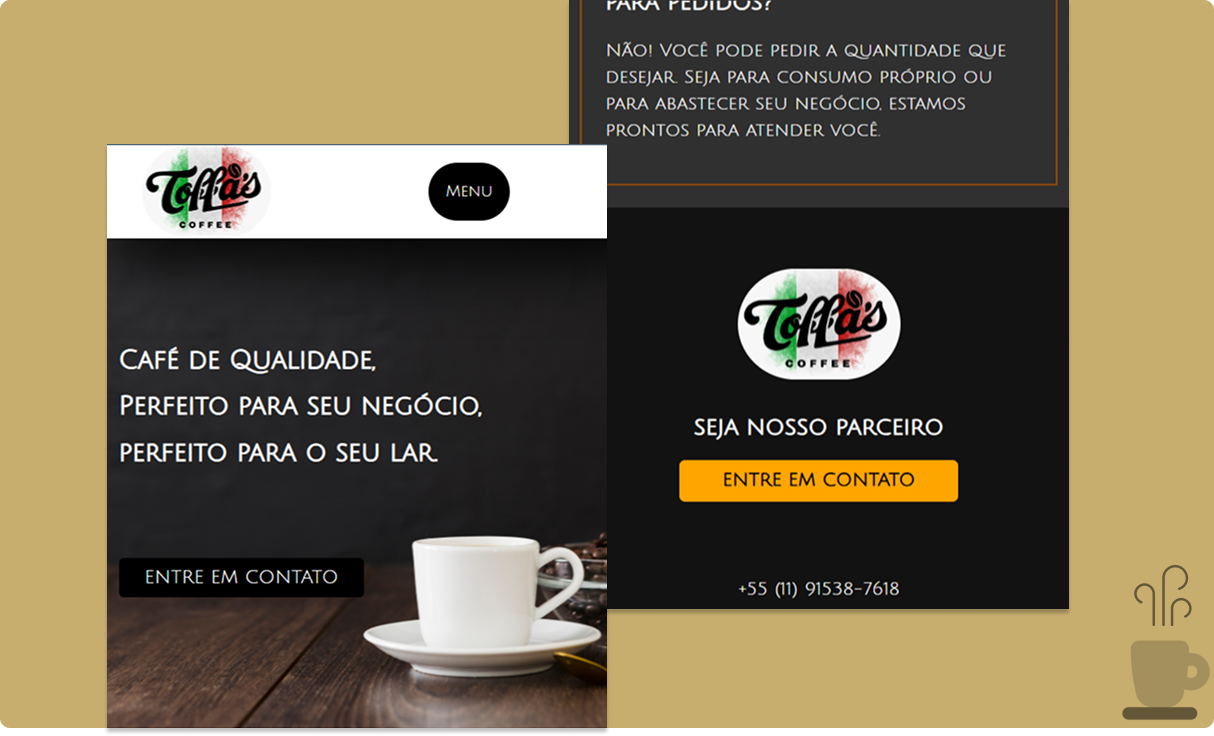 Toffa's
COFFEE
Menu
Café de Qualidade,
Perfeito para seu negócio,
perfeito para o seu lar.
ENTRE EM CONTATO
PARA PEDIDOS?
Não! Você pode pedir a quantidade que
desejar. Seja para consumo próprio ou
para abastecer seu negócio, estamos
prontos para atender você.
Toffa's
COFFEE
SEJA NOSSO PARCEIRO
ENTRE EM CONTATO
+55 (11) 91538-7618